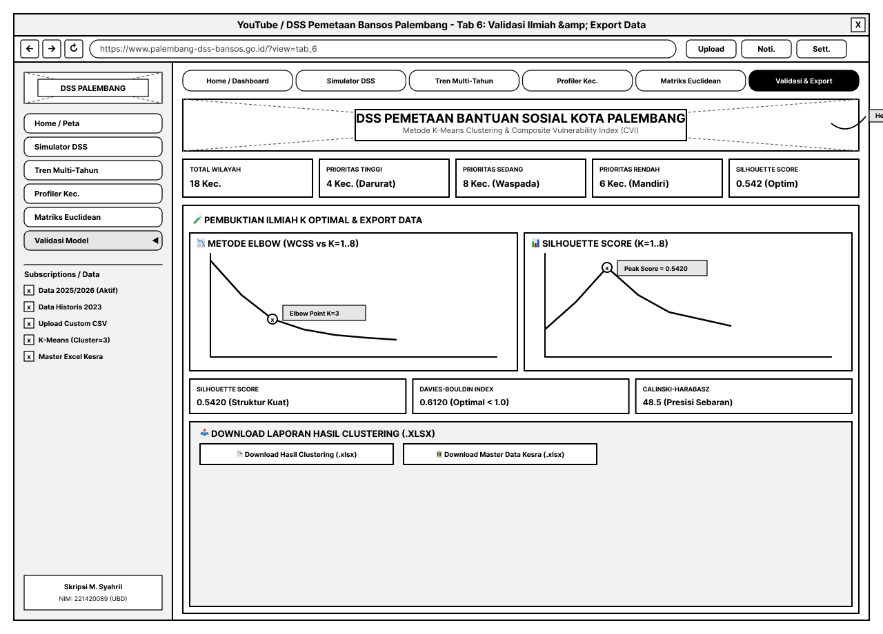 YouTube / DSS Pemetaan Bansos Palembang - Tab 6: Validasi Ilmiah &amp; Export Data
X
https://www.palembang-dss-bansos.go.id/?view=tab_6
Upload
Noti.
Sett.
DSS PALEMBANG
Home / Peta
Simulator DSS
Tren Multi-Tahun
Profiler Kec.
Matriks Euclidean
Validasi Model
Subscriptions / Data
x Data 2025/2026 (Aktif)
x Data Historis 2023
x Upload Custom CSV
x K-Means (Cluster=3)
x Master Excel Kesra
Skripsi M. Syahril
NIM: 221420089 (UBD)
Home / Dashboard
Simulator DSS
Tren Multi-Tahun
Profiler Kec.
Matriks Euclidean
Validasi & Export
DSS PEMETAAN BANTUAN SOSIAL KOTA PALEMBANG
Metode K-Means Clustering & Composite Vulnerability Index (CVI)
He
TOTAL WILAYAH
18 Kec.
PRIORITAS TINGGI
4 Kec. (Darurat)
PRIORITAS SEDANG
8 Kec. (Waspada)
PRIORITAS RENDAH
6 Kec. (Mandiri)
SILHOUETTE SCORE
0.542 (Optim)
PEMBUKTIAN ILMIAH K OPTIMAL & EXPORT DATA
METODE ELBOW (WCSS vs K=1..8)
x
Elbow Point K=3
SILHOUETTE SCORE (K=1..8)
x
Peak Score = 0.5420
SILHOUETTE SCORE
0.5420 (Struktur Kuat)
DAVIES-BOULDIN INDEX
0.6120 (Optimal < 1.0)
CALINSKI-HARABASZ
48.5 (Presisi Sebaran)
DOWNLOAD LAPORAN HASIL CLUSTERING (.XLSX)
Download Hasil Clustering (.xlsx)
Download Master Data Kesra (.xlsx)